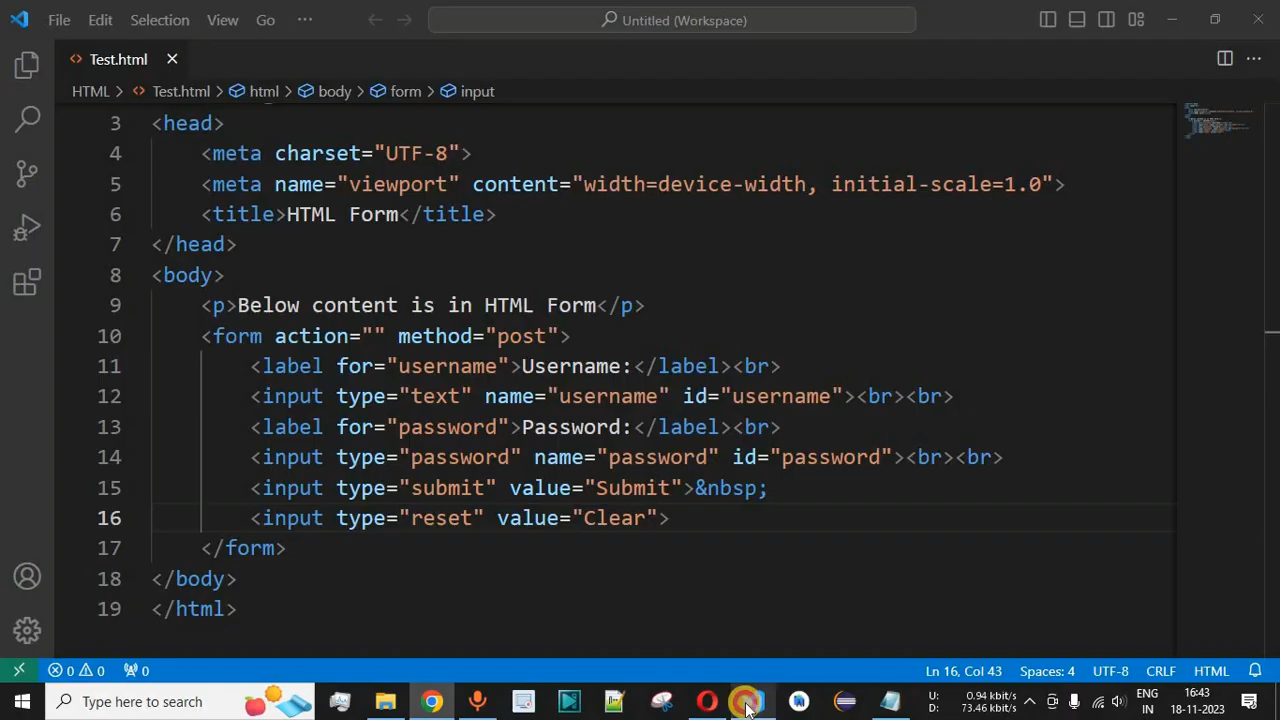 File Edit Selection View Go ··· Untitled (Workspace)
Test.html
HTML > Test.html > html > body > form > input
3 <head>
4 <meta charset="UTF-8">
5 <meta name="viewport" content="width=device-width, initial-scale=1.0">
6 <title>HTML Form</title>
7 </head>
8 <body>
9 <p>Below content is in HTML Form</p>
10 <form action="" method="post">
11 <label for="username">Username:</label><br>
12 <input type="text" name="username" id="username"><br><br>
13 <label for="password">Password:</label><br>
14 <input type="password" name="password" id="password"><br><br>
15 <input type="submit" value="Submit">&nbsp;
16 <input type="reset" value="Clear">
17 </form>
18 </body>
19 </html>
0 0 0 Ln 16, Col 43 Spaces: 4 UTF-8 CRLF HTML
Type here to search
U: 0.94 kb/s
D: 73.46 kb/s
ENG
IN
16:43
18-11-2023